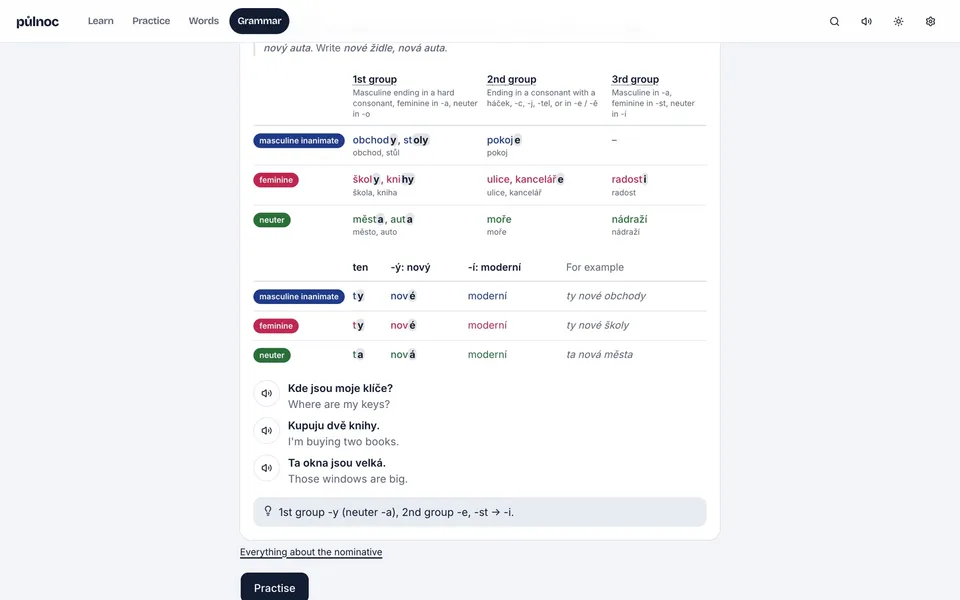 půlnoc Learn Practice Words Grammar
nový auta. Write nové židle, nová auta.
1st group 2nd group 3rd group
Masculine ending in a hard consonant, feminine in -a, neuter in -o
Ending in a consonant with a háček, -c, -j, -tel, or in -e / -ě
Masculine in -a, feminine in -st, neuter in -i
masculine inanimate obchody, stoly pokoje –
obchod, stůl pokoj
feminine školy, knihy ulice, kanceláře radosti
škola, kniha ulice, kancelář radost
neuter města, auta moře nádraží
město, auto moře nádraží
ten -ý: nový -í: moderní For example
masculine inanimate ty nové moderní ty nové obchody
feminine ty nové moderní ty nové školy
neuter ta nová moderní ta nová města
Kde jsou moje klíče?
Where are my keys?
Kupuju dvě knihy.
I'm buying two books.
Ta okna jsou velká.
Those windows are big.
1st group -y (neuter -a), 2nd group -e, -st → -i.
Everything about the nominative
Practise